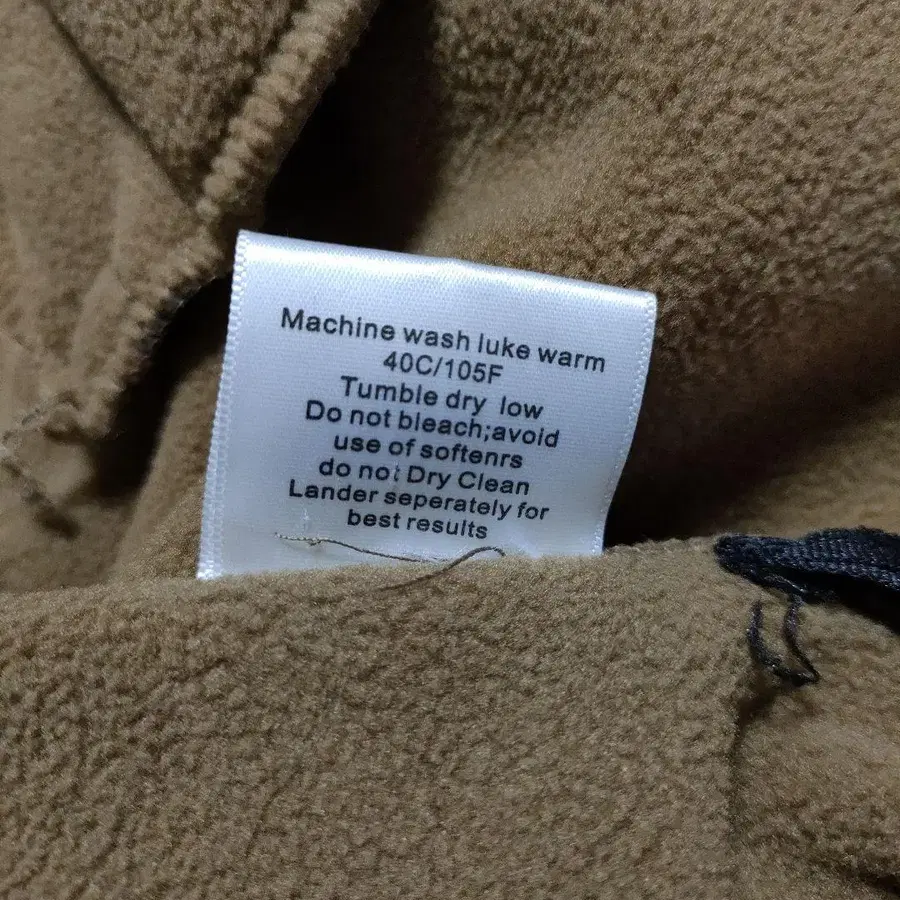 Machine wash luke warm
40C/105F
Tumble dry low
Do not bleach;avoid
use of softenrs
do not Dry Clean
Lander seperately for
best results